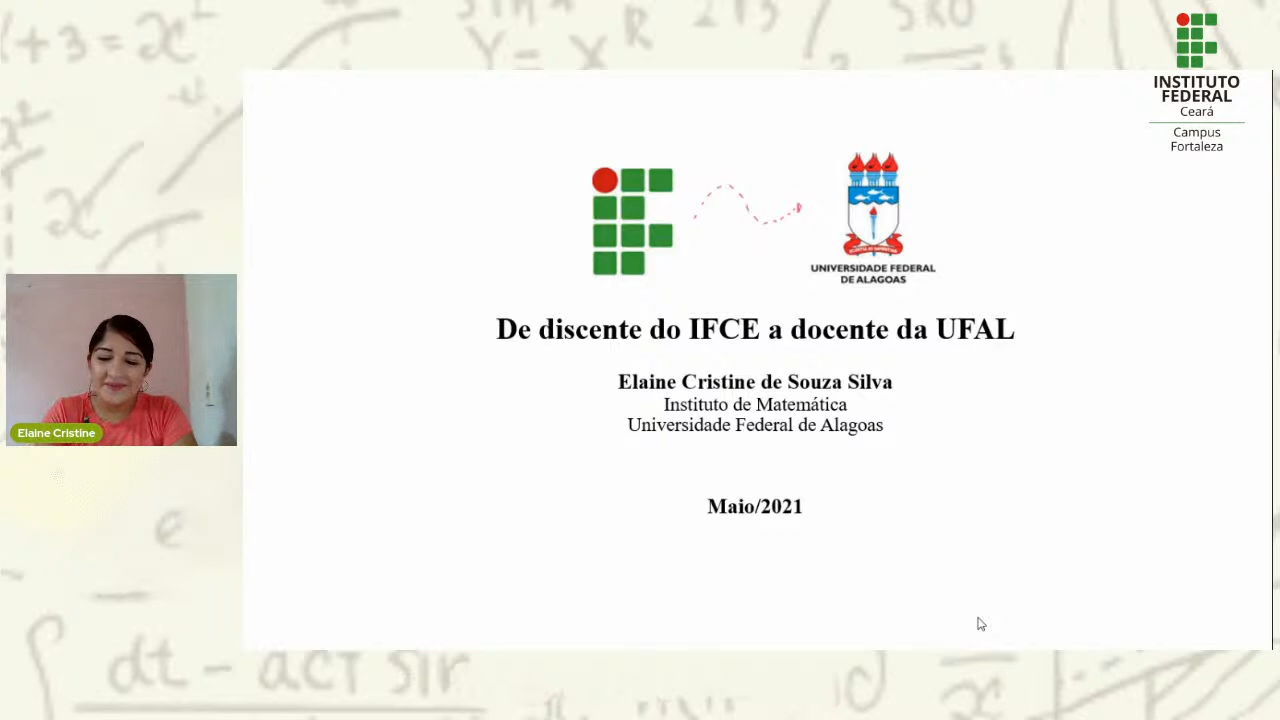 INSTITUTO
FEDERAL
Ceará
Campus
Fortaleza
UNIVERSIDADE FEDERAL
DE ALAGOAS
De discente do IFCE a docente da UFAL
Elaine Cristine de Souza Silva
Instituto de Matemática
Universidade Federal de Alagoas
Maio/2021
Elaine Cristine